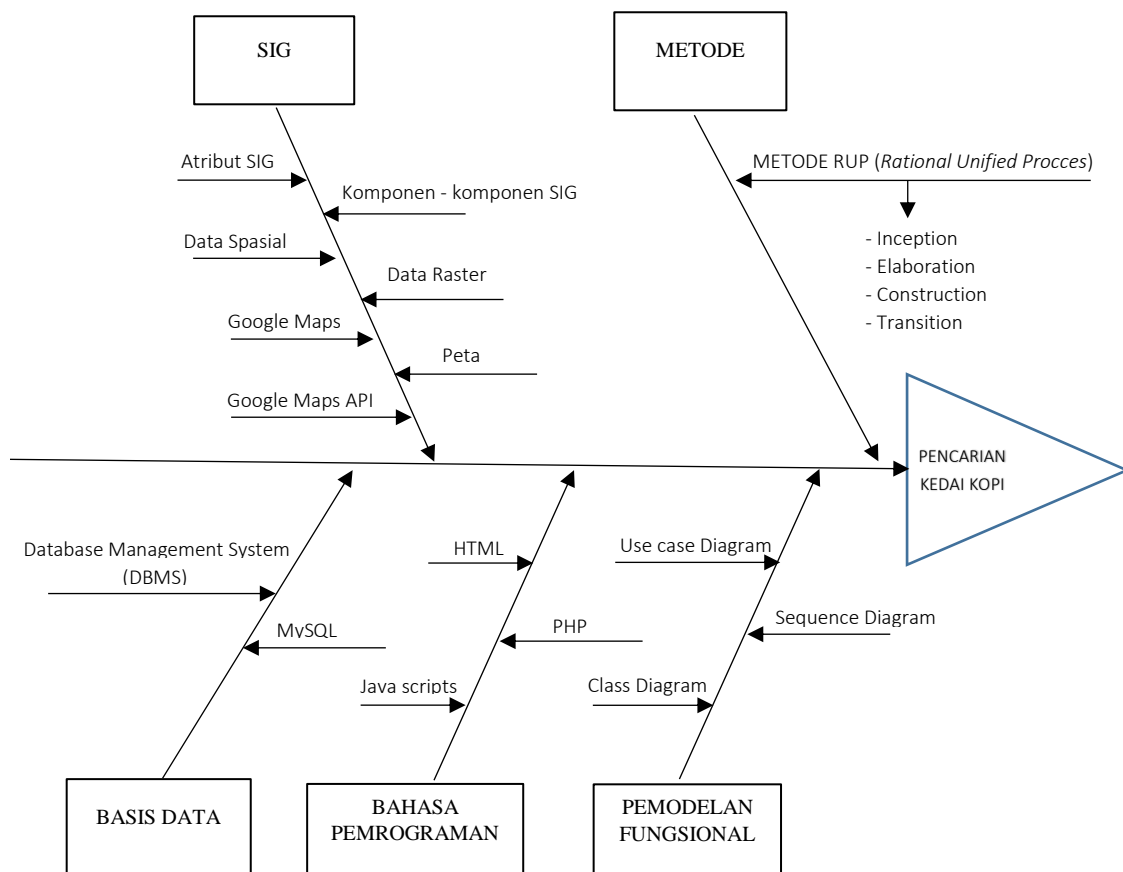 SIG
METODE
Atribut SIG
METODE RUP (Rational Unified Procces)
Komponen - komponen SIG
Data Spasial
- Inception
- Elaboration
- Construction
- Transition
Data Raster
Google Maps
Peta
Google Maps API
PENCARIAN
KEDAI KOPI
Database Management System
(DBMS)
HTML
Use case Diagram
MySQL
PHP
Sequence Diagram
Java scripts
Class Diagram
BASIS DATA
BAHASA
PEMROGRAMAN
PEMODELAN
FUNGSIONAL